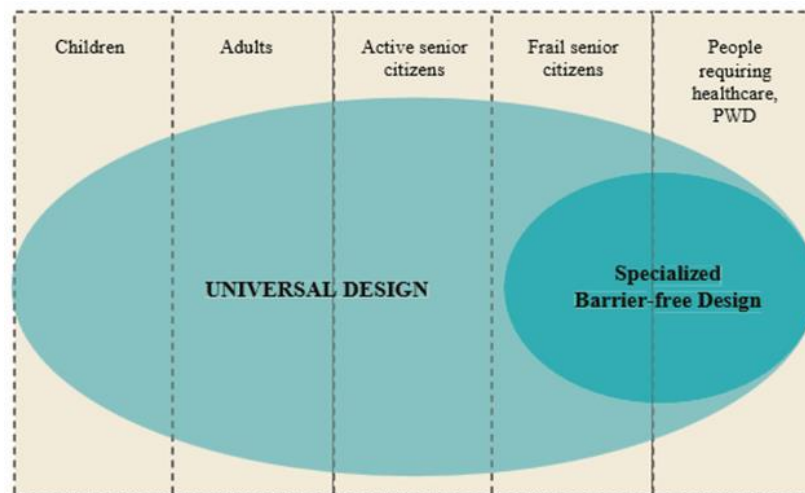 Children
Adults
Active senior
citizens
Frail senior
citizens
People
requiring
healthcare,
PWD
UNIVERSAL DESIGN
Specialized
Barrier-free Design